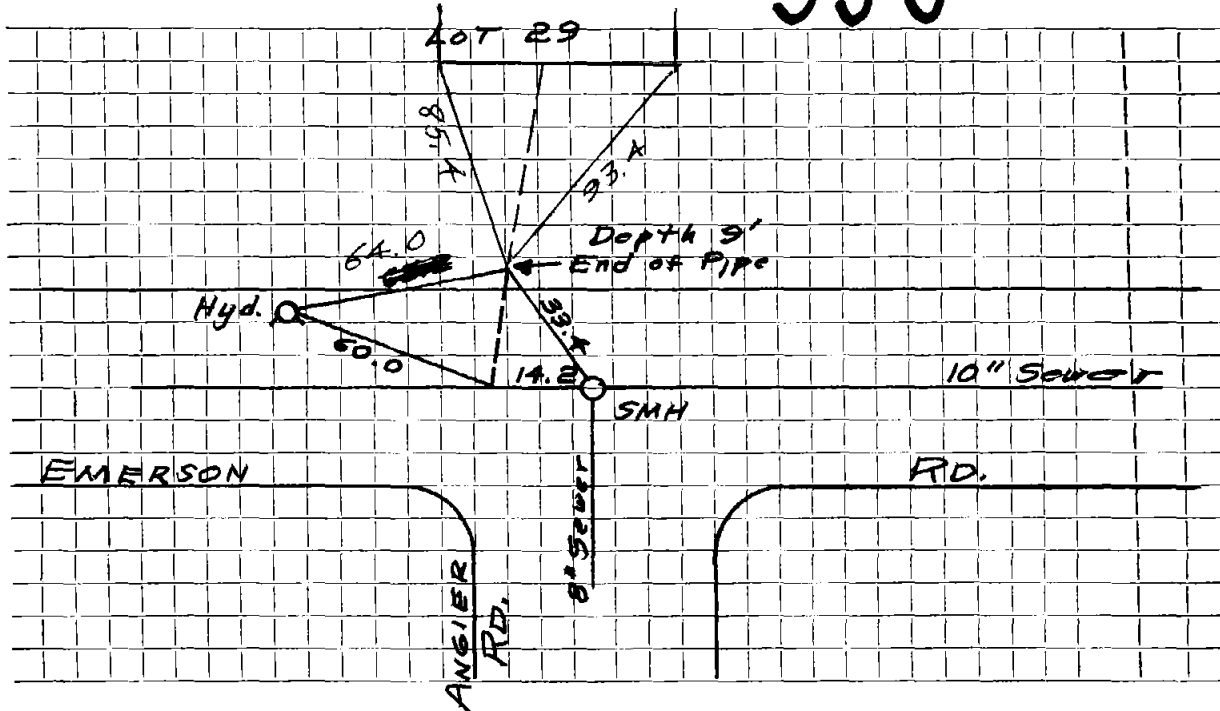 LOT 29
85.4
93.4
64.0
Depth 9'
End of Pipe
Hyd.
33.4
60.0
14.2
10" Sewer
SMH
EMERSON RD.
8" Sewer
ANGIER
RD.